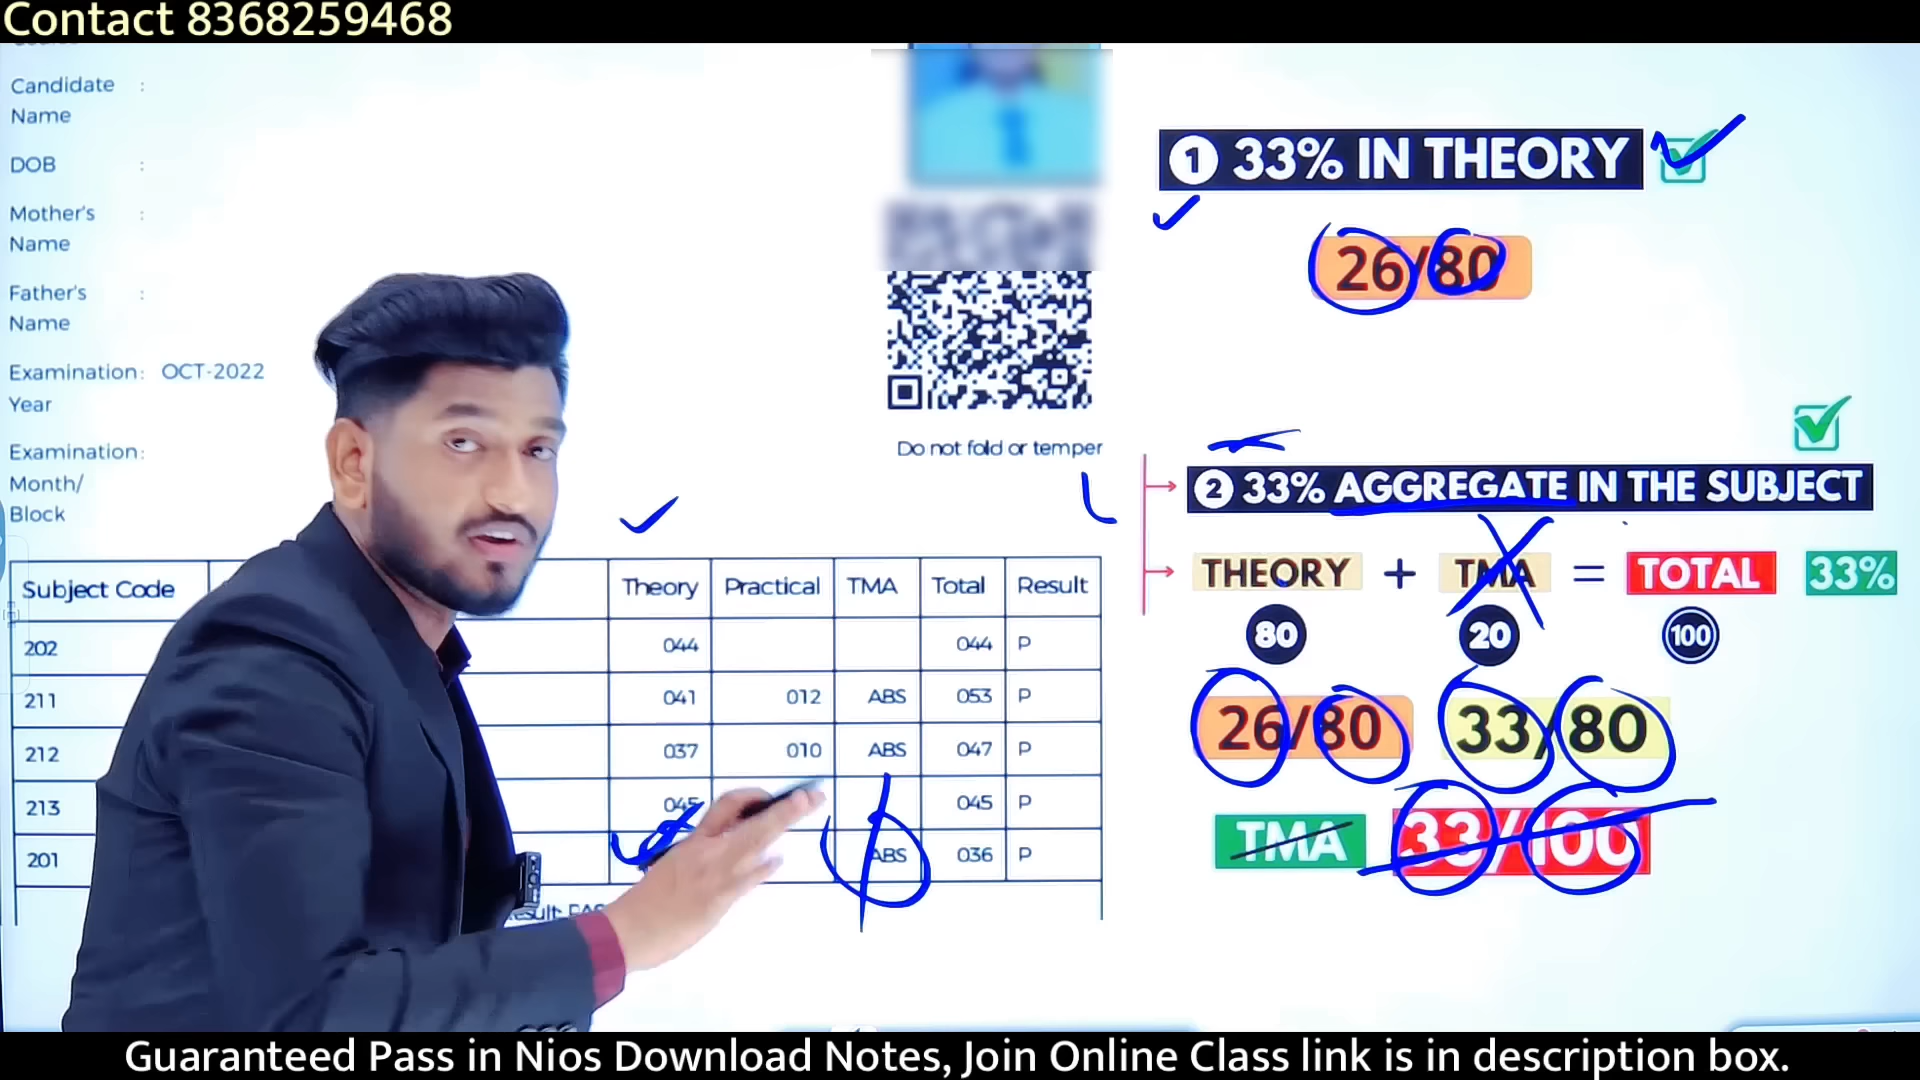 Contact 8368259468
Candidate Name :
DOB :
Mother's Name :
Father's Name :
Examination Year : OCT-2022
Examination Month/ Block :
Do not fold or temper
Subject Code Theory Practical TMA Total Result
202 044 044 P
211 041 012 ABS 053 P
212 037 010 ABS 047 P
213 045 045 P
201 ABS 036 P
1 33% IN THEORY
26/80
2 33% AGGREGATE IN THE SUBJECT
THEORY + TMA = TOTAL 33%
80 20 100
26/80 33/80
TMA 33/100
Guaranteed Pass in Nios Download Notes, Join Online Class link is in description box.